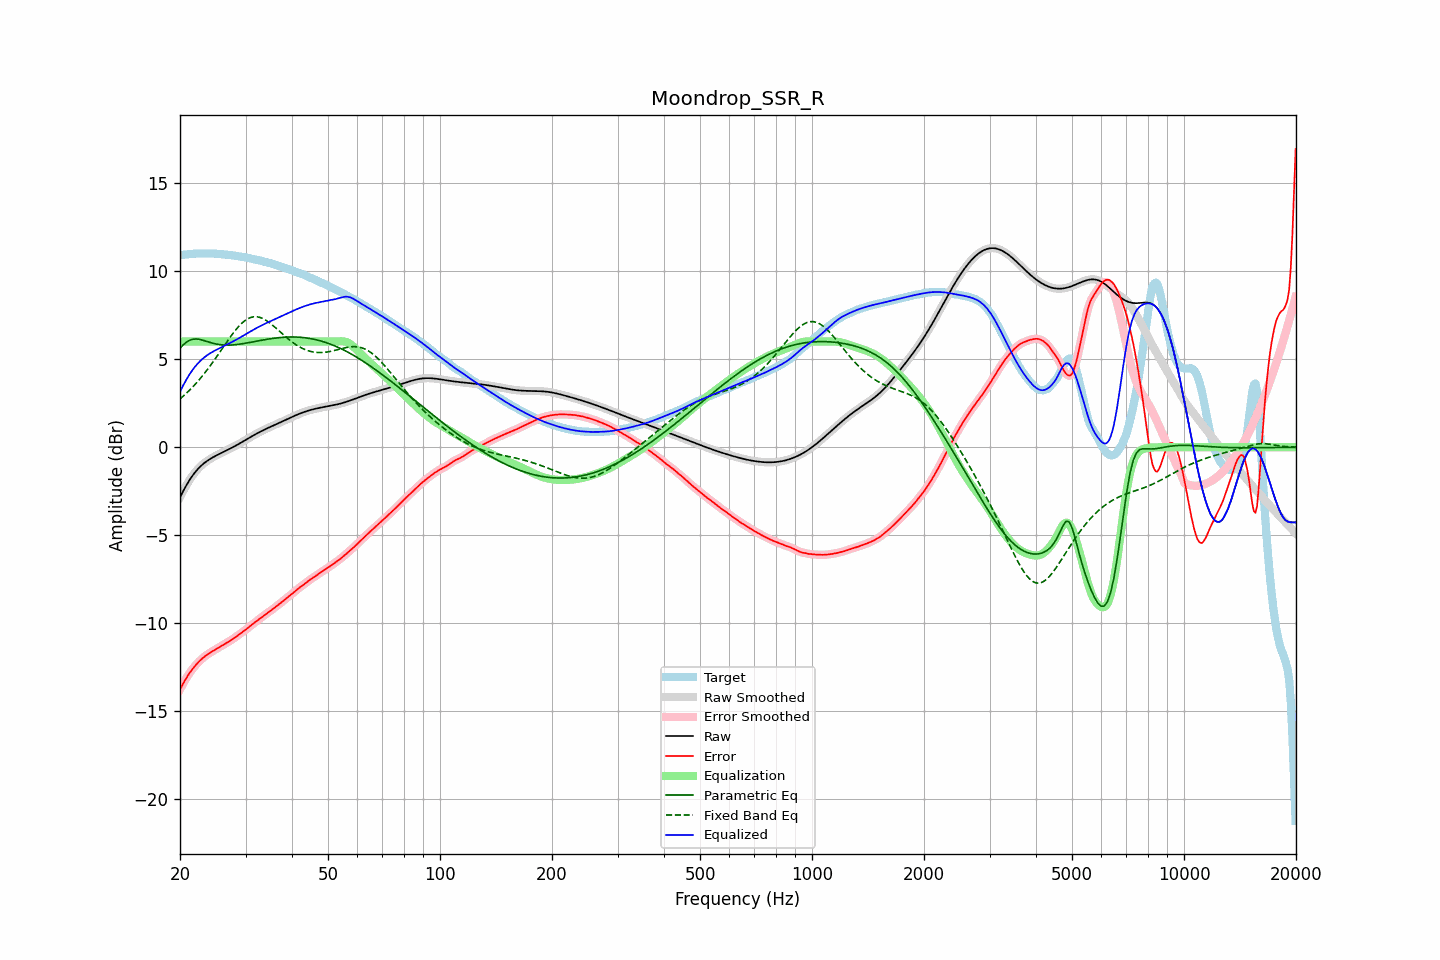 Moondrop_SSR_R
Amplitude (dBr)
15
10
5
0
−5
−10
−15
−20
Target
Raw Smoothed
Error Smoothed
Raw
Error
Equalization
Parametric Eq
Fixed Band Eq
Equalized
20 50 100 200 500 1000 2000 5000 10000 20000
Frequency (Hz)